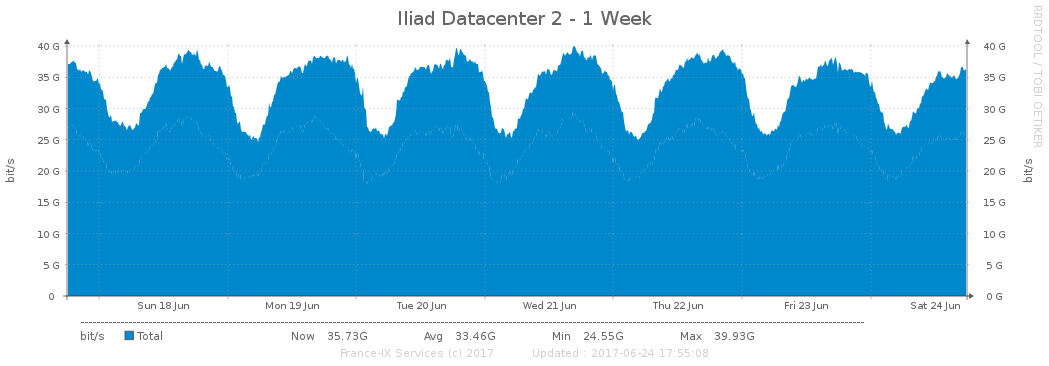 Iliad Datacenter 2 - 1 Week
RRDTOOL / TOBI OETIKER
40 G 40 G
35 G 35 G
30 G 30 G
25 G 25 G
20 G 20 G
bit/s bit/s
15 G 15 G
10 G 10 G
5 G 5 G
0 0 G
Sun 18 Jun Mon 19 Jun Tue 20 Jun Wed 21 Jun Thu 22 Jun Fri 23 Jun Sat 24 Jun
bit/s Total Now 35.73G Avg 33.46G Min 24.55G Max 39.93G
France-IX Services (c) 2017 Updated : 2017-06-24 17:55:08